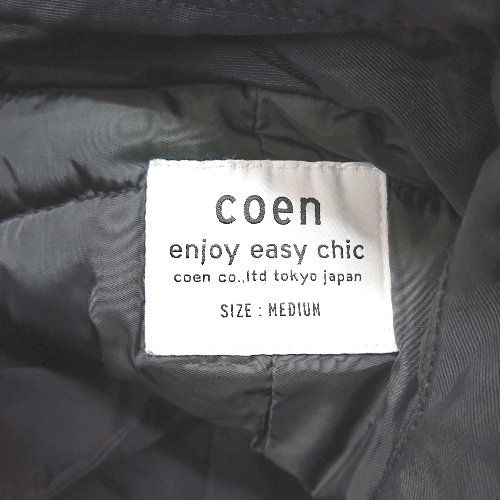 coen
enjoy easy chic
coen co.,ltd tokyo japan
SIZE : MEDIUM